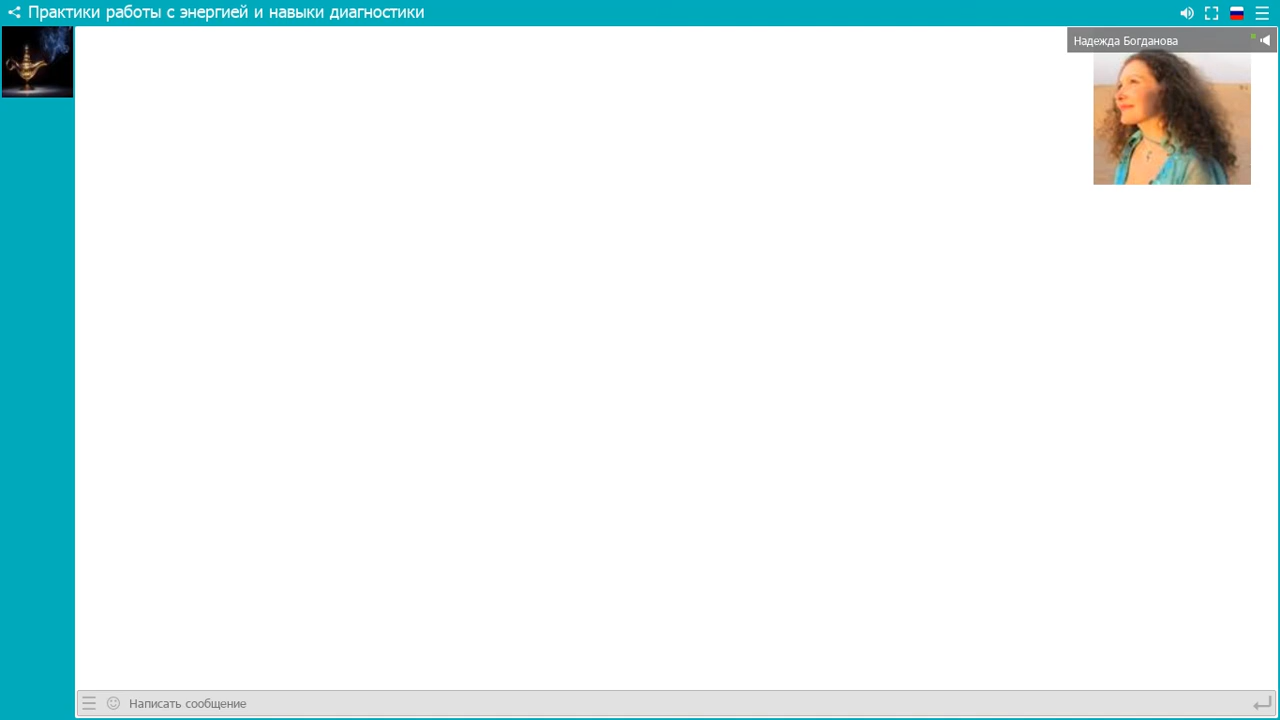 Практики работы с энергией и навыки диагностики
Надежда Богданова
Написать сообщение